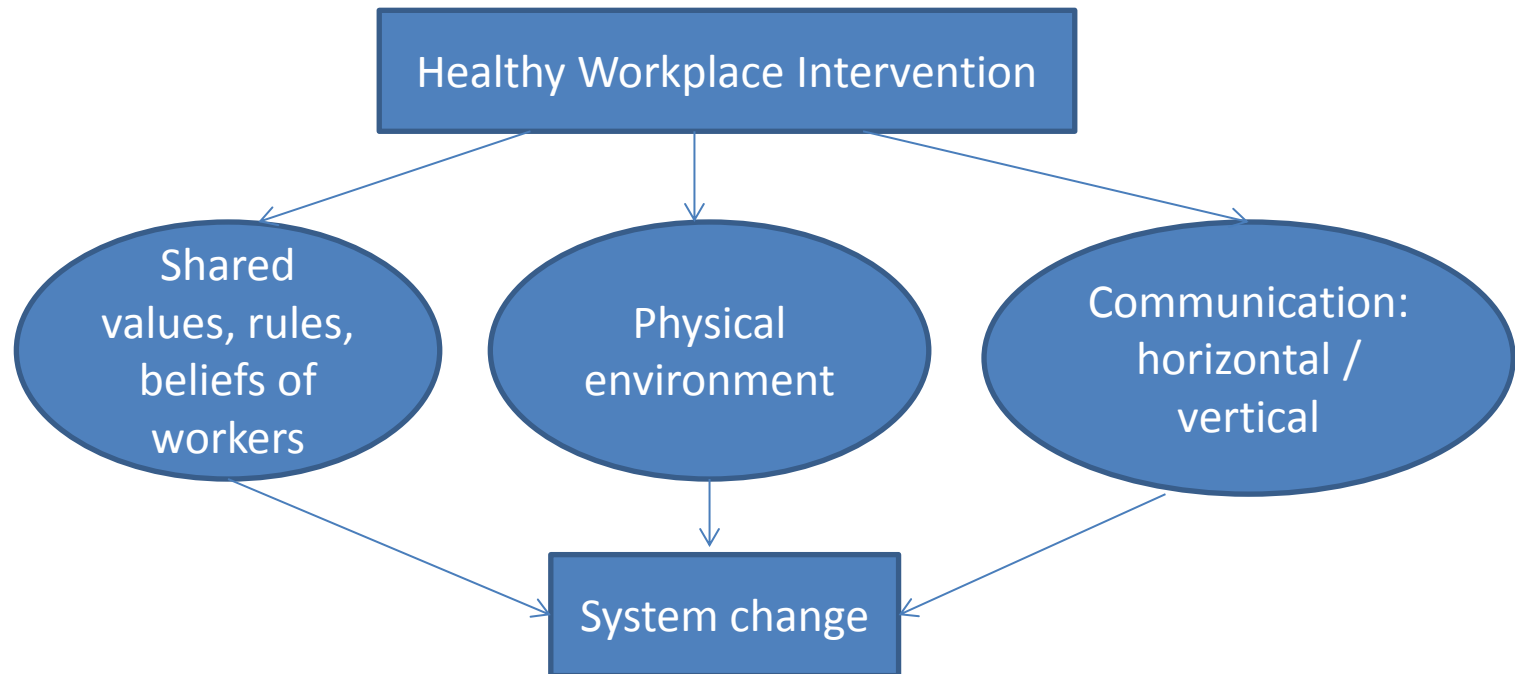 Healthy Workplace Intervention
Shared
values, rules,
beliefs of
workers
Physical
environment
Communication:
horizontal /
vertical
System change